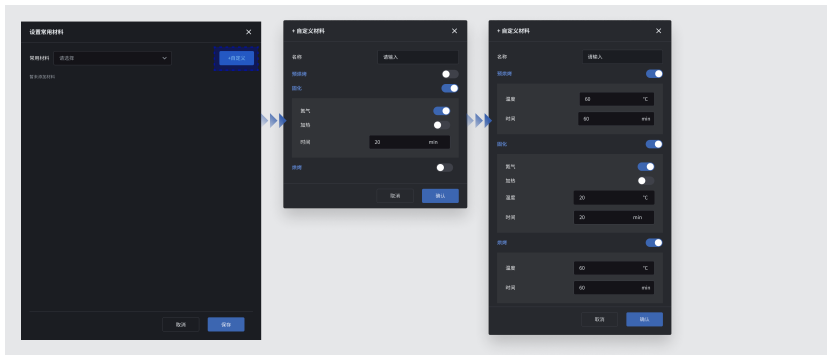 设置常用材料
×
常用材料
请选择
+自定义
暂未添加材料
取消
保存
+ 自定义材料
×
名称
请输入
预烘烤
固化
氮气
加热
时间
20
min
烘烤
取消
确认
+ 自定义材料
×
名称
请输入
预烘烤
温度
60
℃
时间
60
min
固化
氮气
加热
温度
20
℃
时间
20
min
烘烤
温度
60
℃
时间
60
min
取消
确认